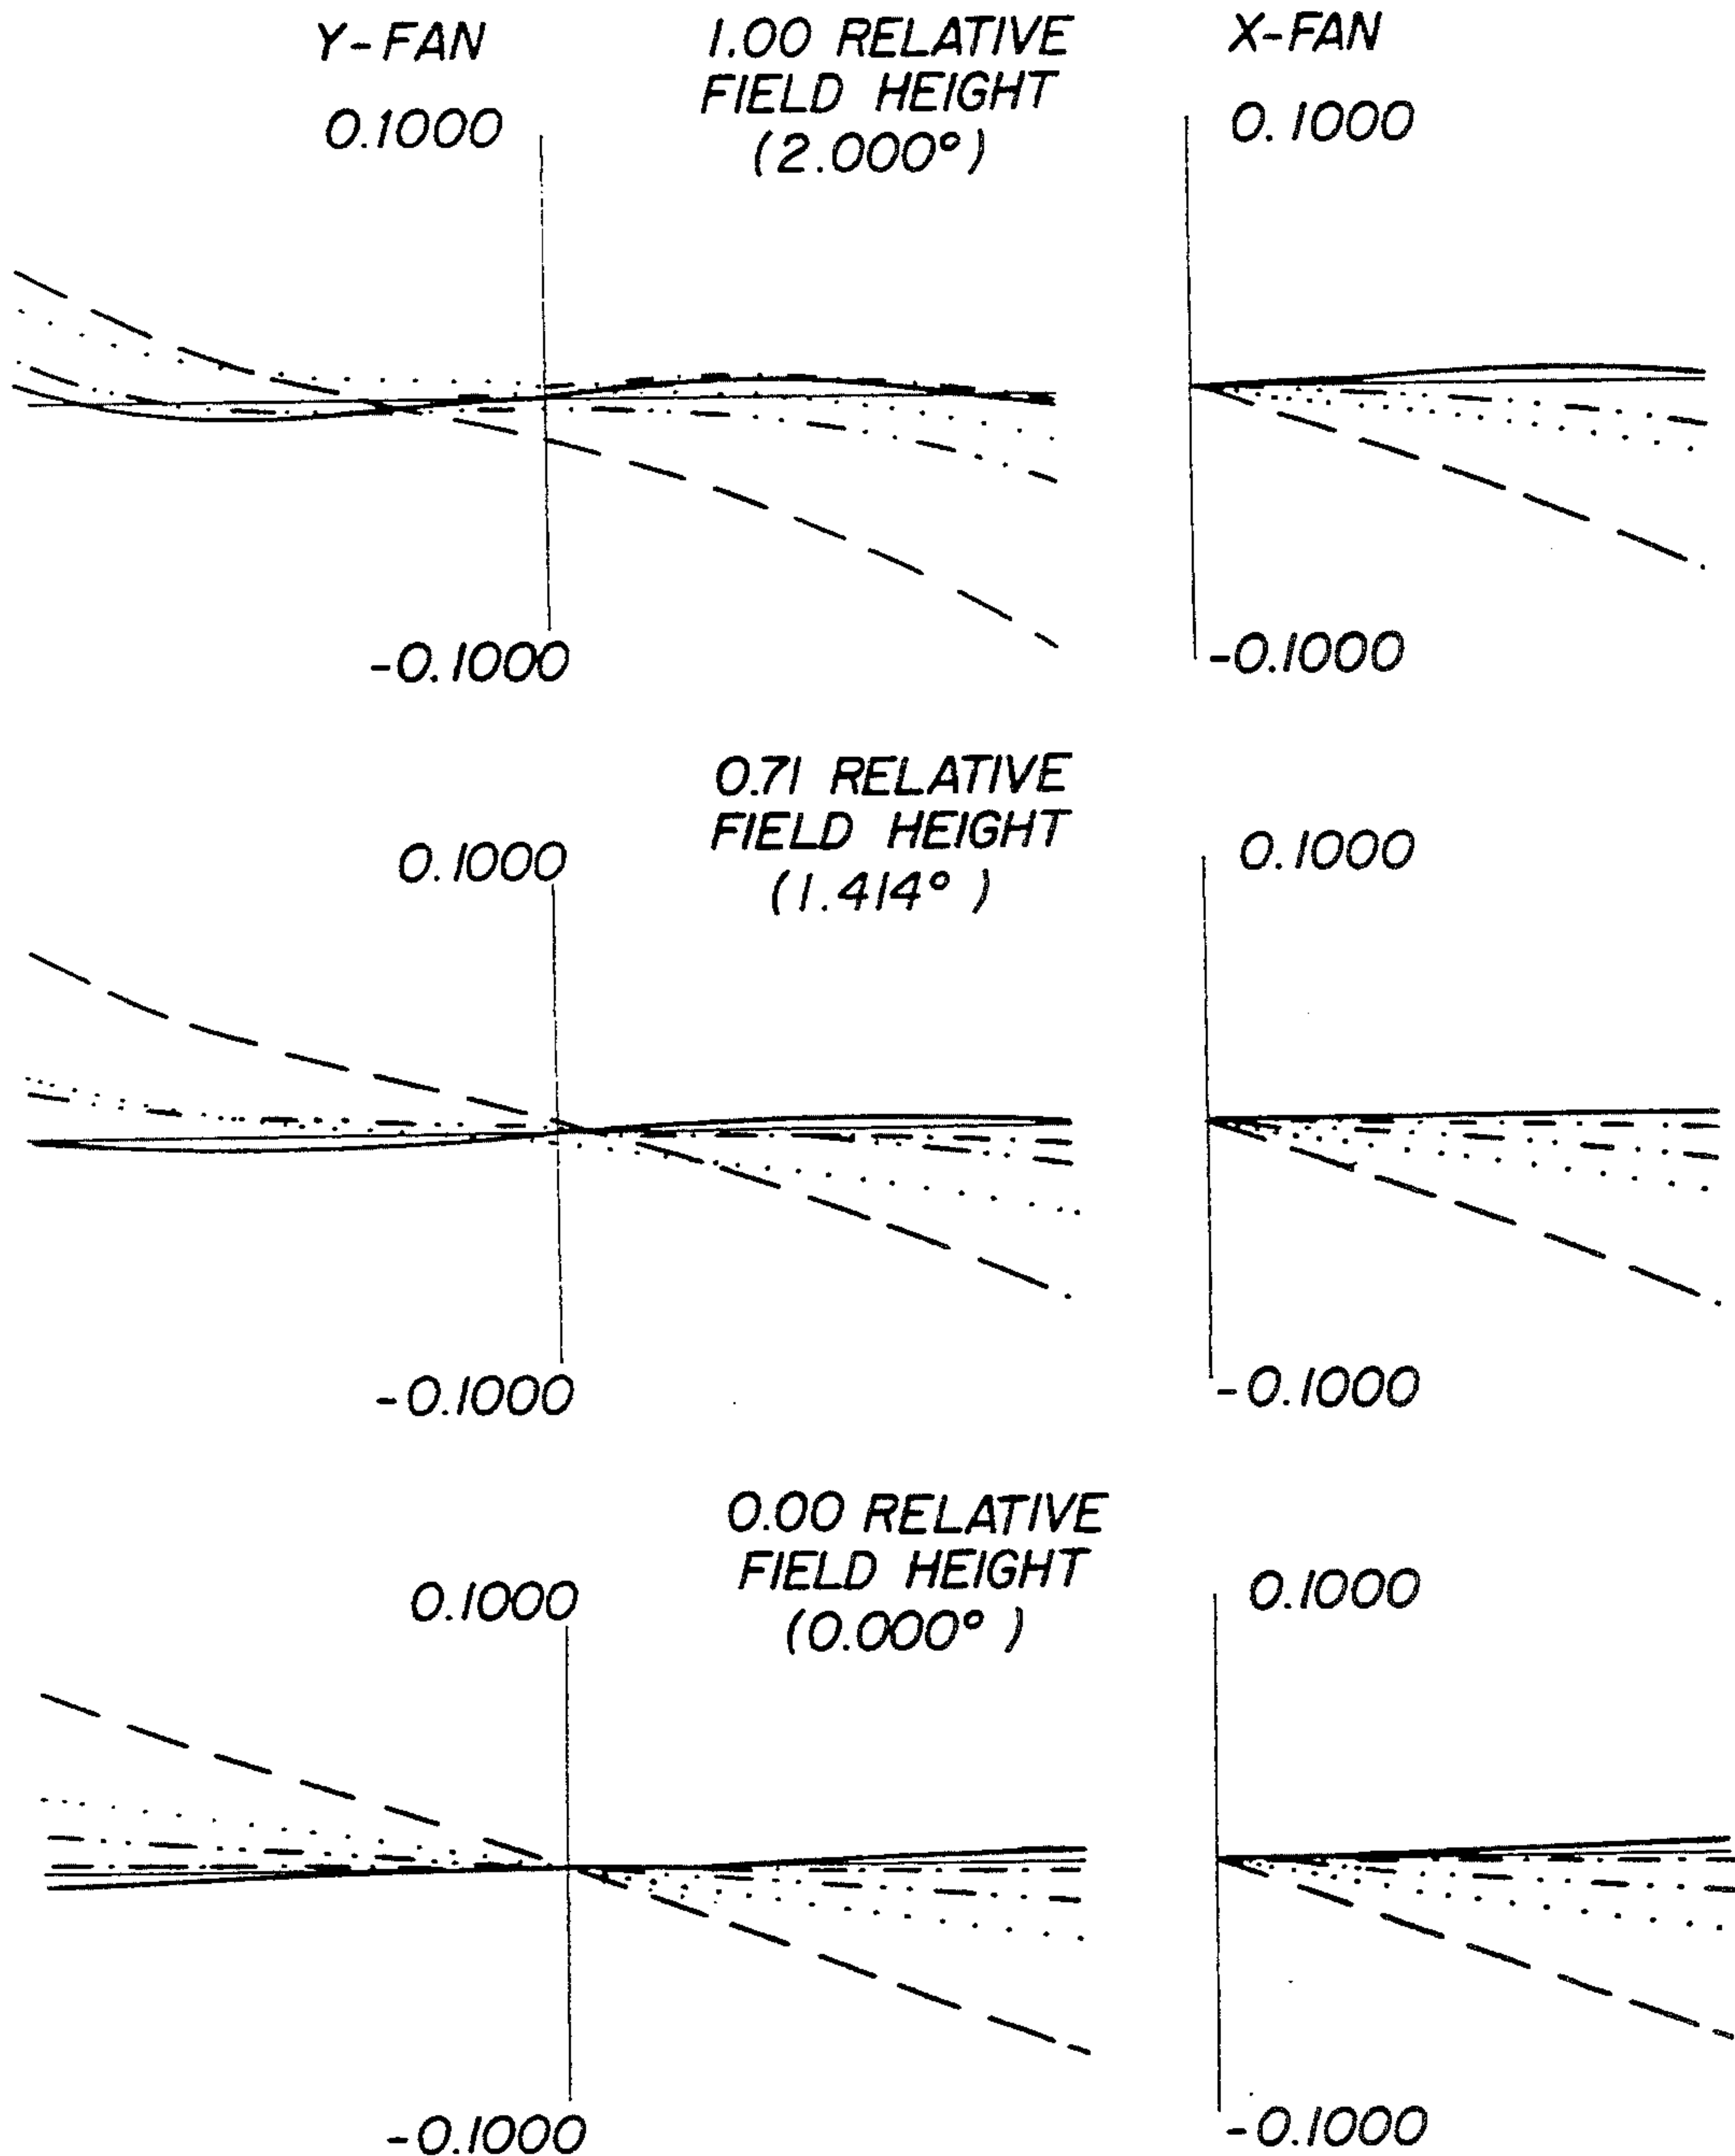 Y-FAN
1.00 RELATIVE
FIELD HEIGHT
(2.000°)
X-FAN
0.1000
0.1000
-0.1000
-0.1000
0.71 RELATIVE
FIELD HEIGHT
(1.414°)
0.1000
0.1000
-0.1000
-0.1000
0.00 RELATIVE
FIELD HEIGHT
(0.000°)
0.1000
0.1000
-0.1000
-0.1000